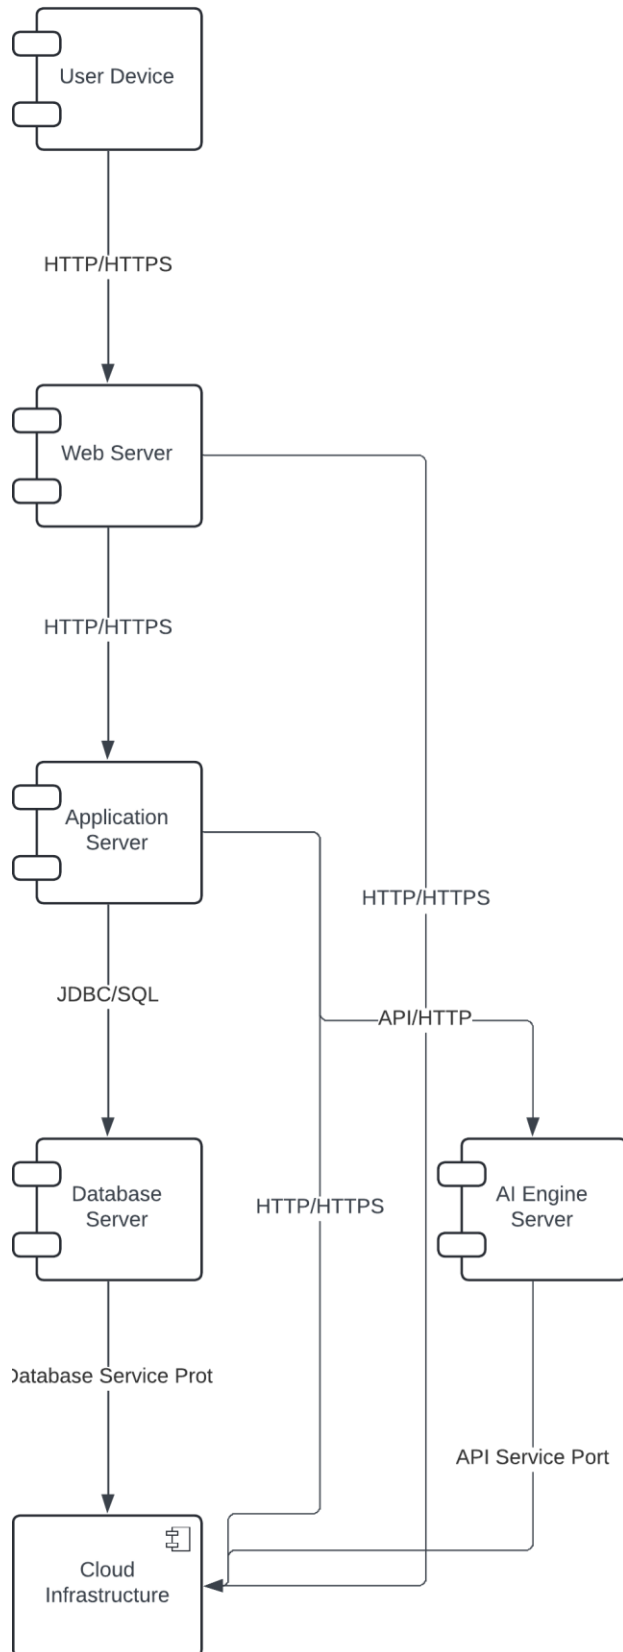 User Device
HTTP/HTTPS
Web Server
HTTP/HTTPS
Application
Server
HTTP/HTTPS
JDBC/SQL
API/HTTP
Database
Server
AI Engine
Server
HTTP/HTTPS
Database Service Prot
API Service Port
Cloud
Infrastructure